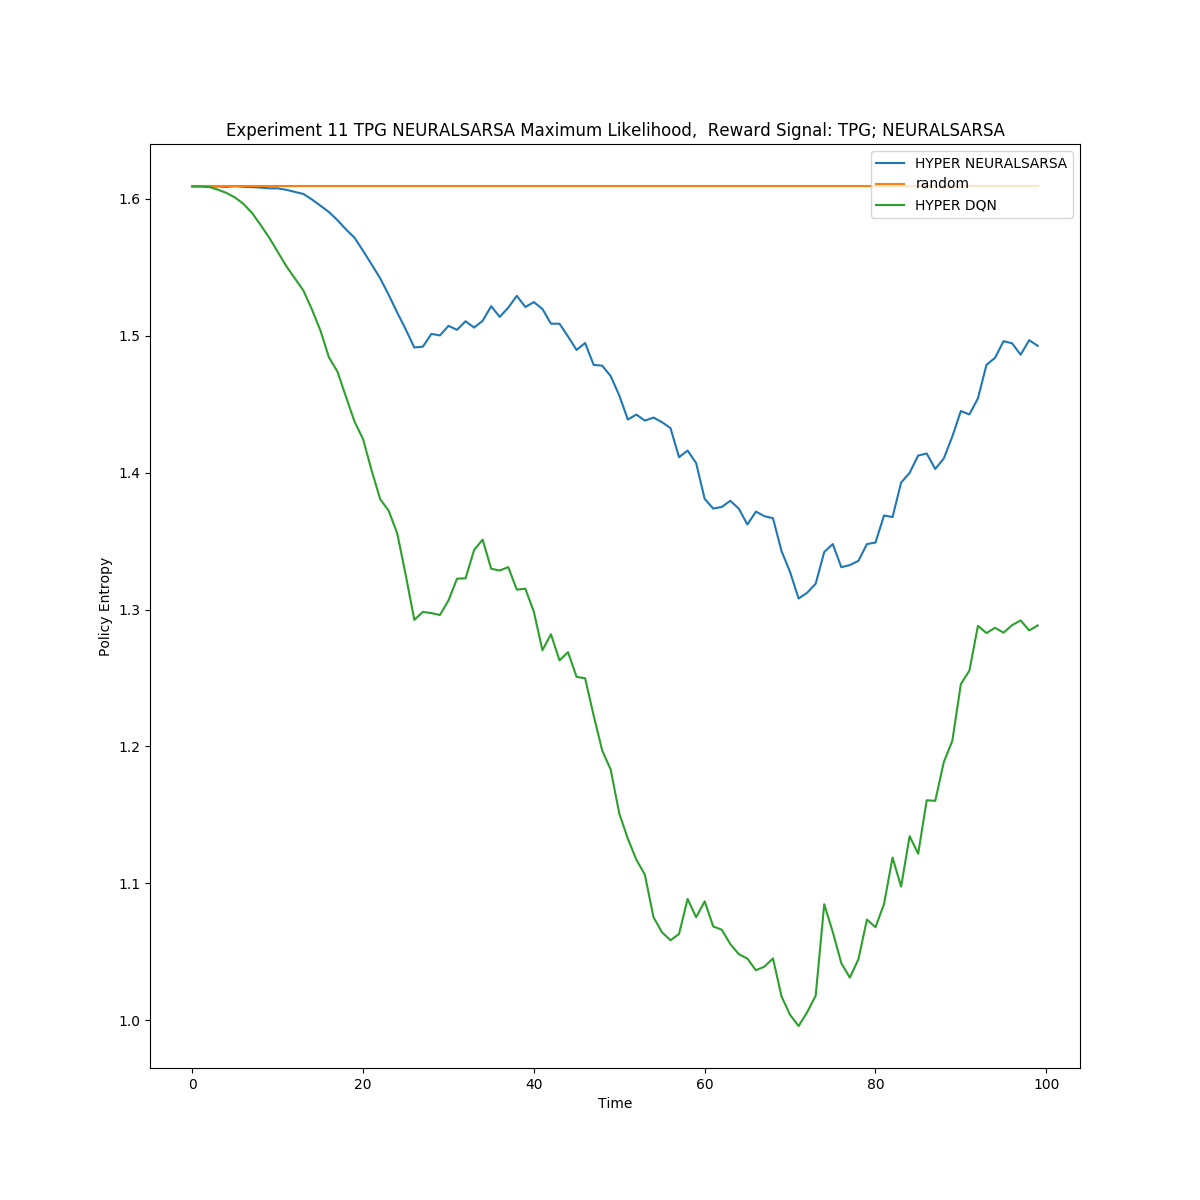 Experiment 11 TPG NEURALSARSA Maximum Likelihood,  Reward Signal: TPG; NEURALSARSA
HYPER NEURALSARSA
random
HYPER DQN
Policy Entropy
1.6
1.5
1.4
1.3
1.2
1.1
1.0
0
20
40
60
80
100
Time